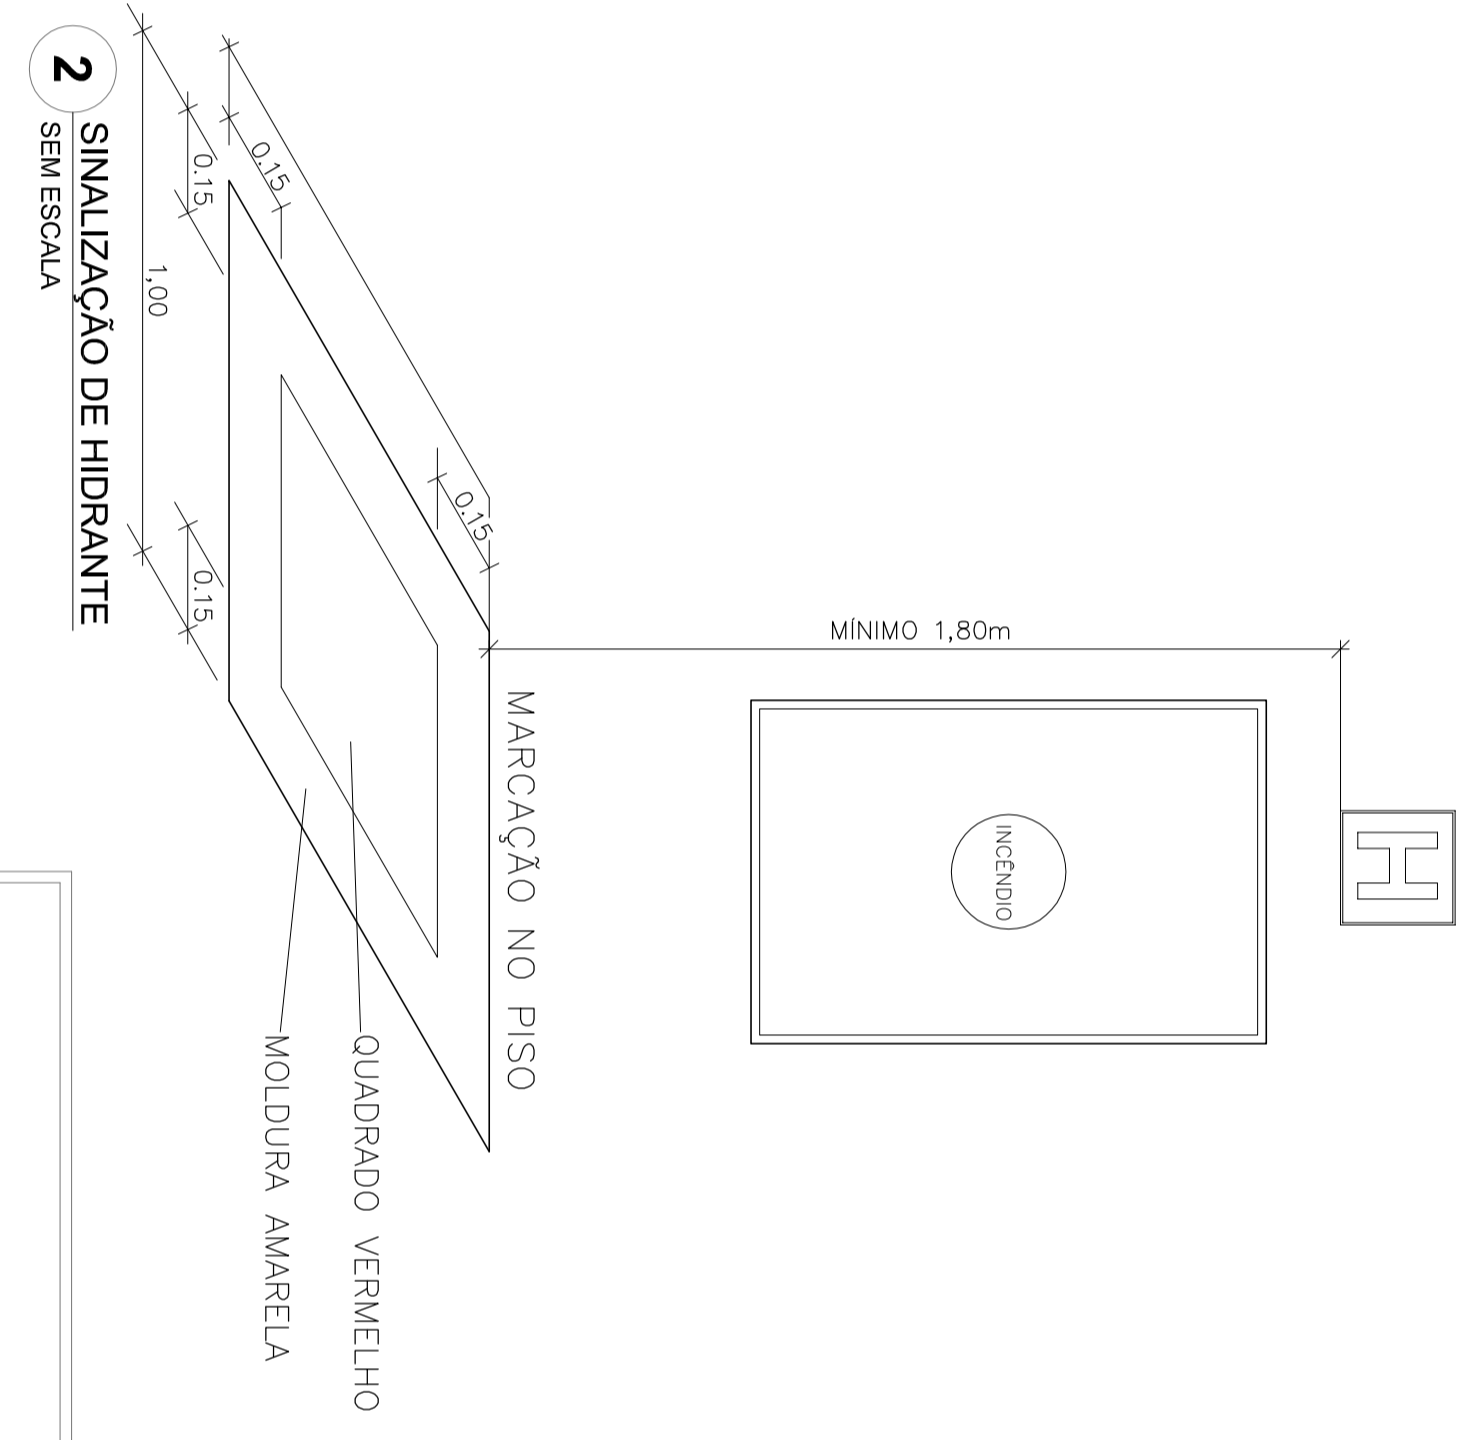 H
MÍNIMO 1,80m
INCÊNDIO
MARCAÇÃO NO PISO
0.15
0.15
QUADRADO VERMELHO
MOLDURA AMARELA
0.15
0.15
1,00
2
SINALIZAÇÃO DE HIDRANTE
SEM ESCALA